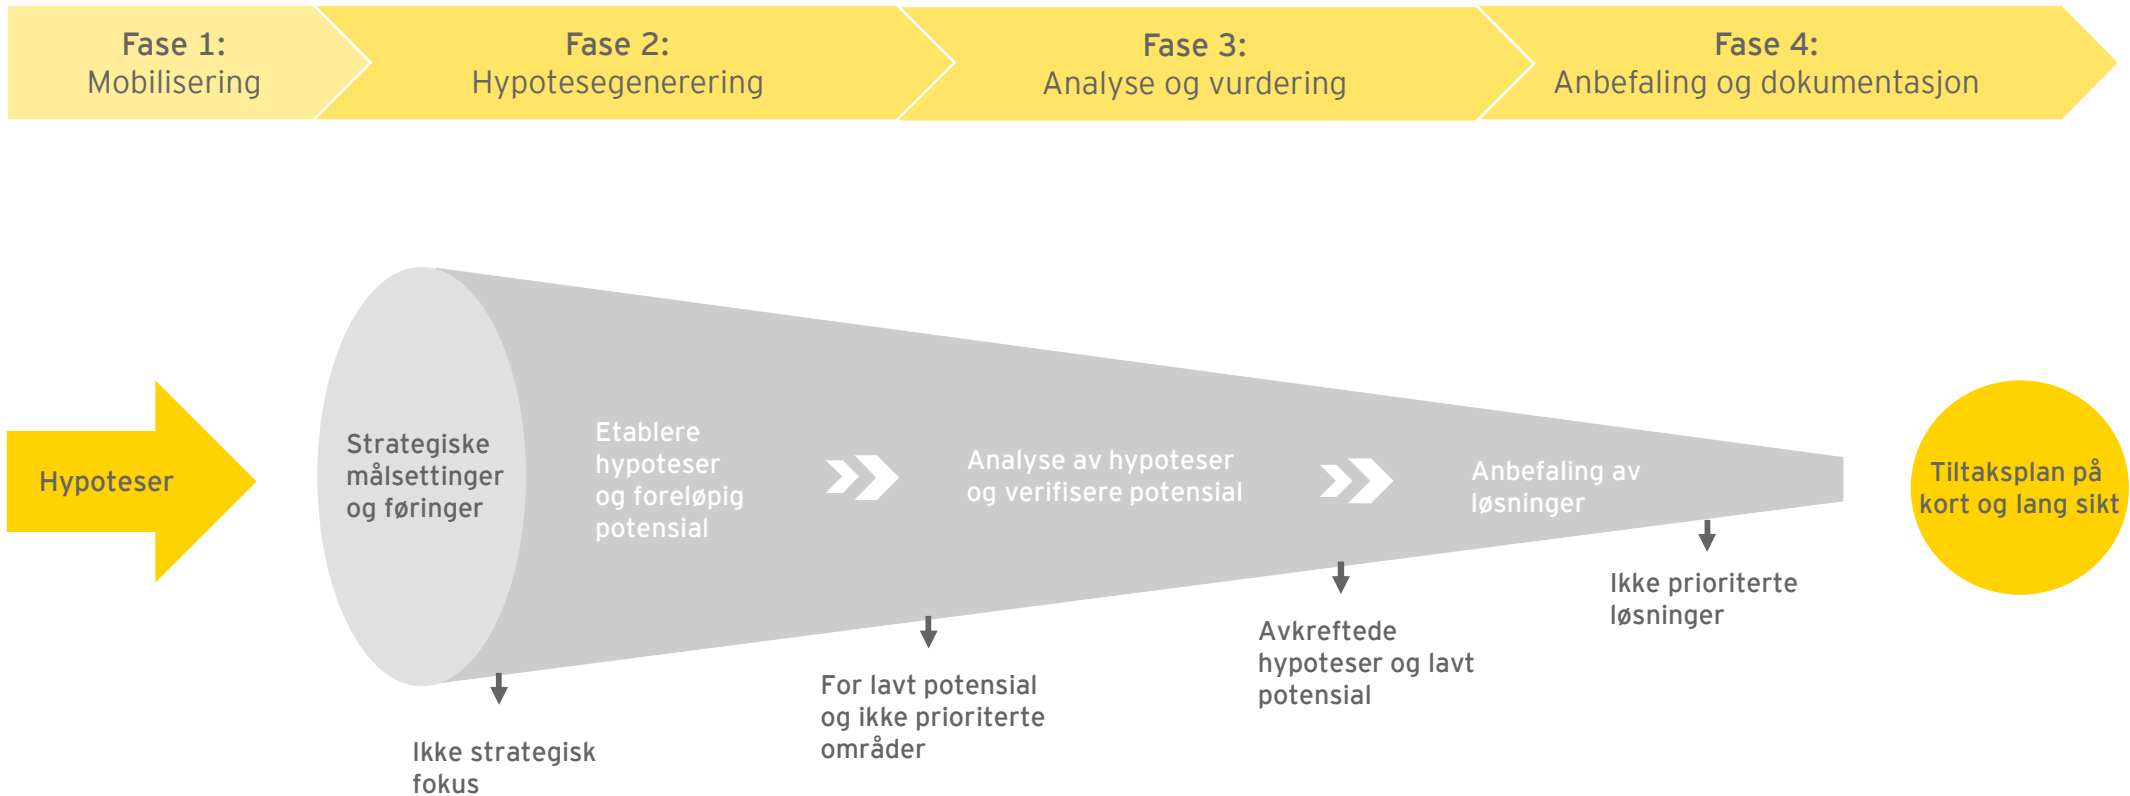 Fase 1:
Mobilisering
Fase 2:
Hypotesegenerering
Fase 3:
Analyse og vurdering
Fase 4:
Anbefaling og dokumentasjon
Hypoteser
Strategiske
målsettinger
og føringer
Etablere
hypoteser
og foreløpig
potensial
Analyse av hypoteser
og verifisere potensial
Anbefaling av
løsninger
Tiltaksplan på
kort og lang sikt
Ikke strategisk
fokus
For lavt potensial
og ikke prioriterte
områder
Avkreftede
hypoteser og lavt
potensial
Ikke prioriterte
løsninger